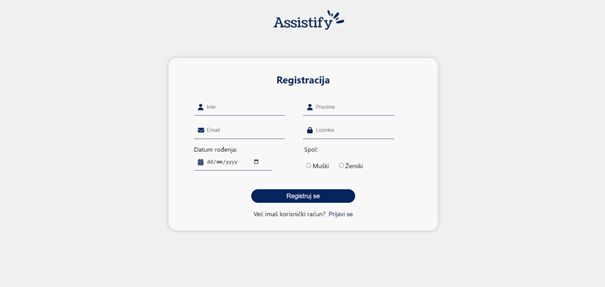 Assistify
Registracija
Ime
Prezime
Email
Lozinka
Datum rođenja:
Spol:
dd/mm/yyyy
Muški
Ženski
Registruj se
Već imaš korisnički račun? Prijavi se